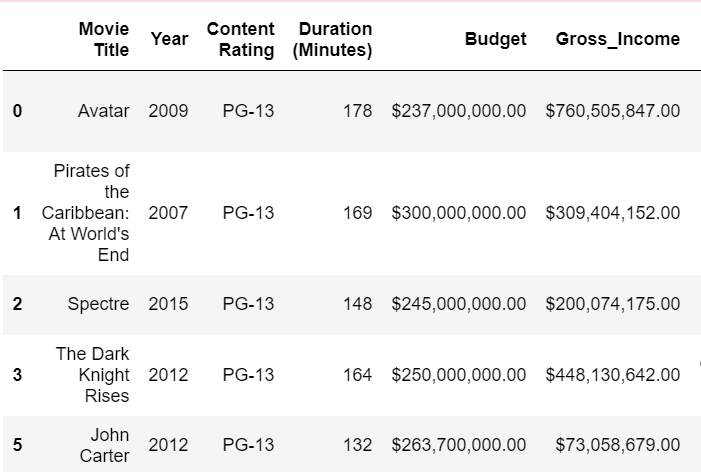 Movie Title Year Content Rating Duration (Minutes) Budget Gross_Income
0 Avatar 2009 PG-13 178 $237,000,000.00 $760,505,847.00
1 Pirates of the Caribbean: At World's End 2007 PG-13 169 $300,000,000.00 $309,404,152.00
2 Spectre 2015 PG-13 148 $245,000,000.00 $200,074,175.00
3 The Dark Knight Rises 2012 PG-13 164 $250,000,000.00 $448,130,642.00
5 John Carter 2012 PG-13 132 $263,700,000.00 $73,058,679.00